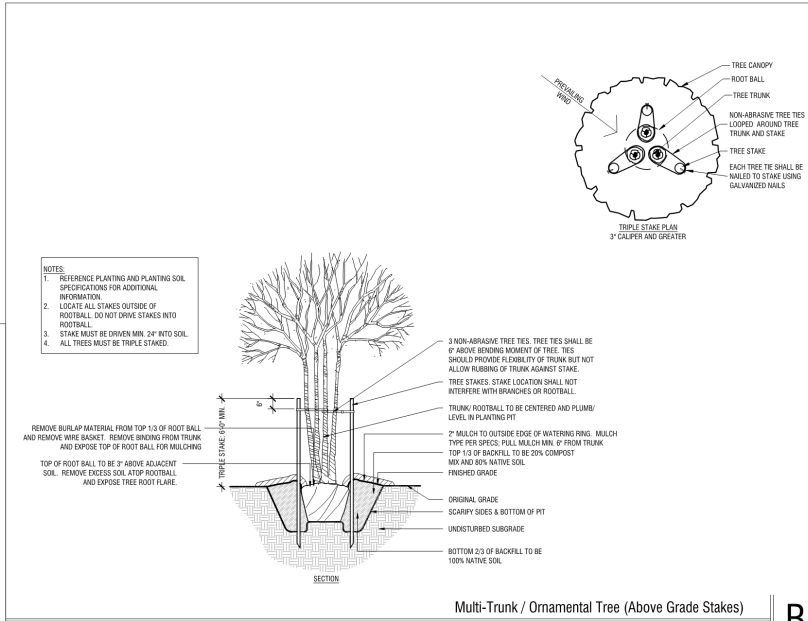 TREE CANOPY
ROOT BALL
TREE TRUNK
NON-ABRASIVE TREE TIES
LOOPED AROUND TREE
TRUNK AND STAKE
TREE STAKE
EACH TREE TIE SHALL BE
NAILED TO STAKE USING
GALVANIZED NAILS
PREVAILING
WIND
TRIPLE STAKE PLAN
3" CALIPER AND GREATER
NOTES:
1. REFERENCE PLANTING AND PLANTING SOIL
SPECIFICATIONS FOR ADDITIONAL
INFORMATION.
2. LOCATE ALL STAKES OUTSIDE OF
ROOTBALL. DO NOT DRIVE STAKES INTO
ROOTBALL.
3. STAKE MUST BE DRIVEN MIN. 24" INTO SOIL.
4. ALL TREES MUST BE TRIPLE STAKED.
3 NON-ABRASIVE TREE TIES. TREE TIES SHALL BE
6" ABOVE BENDING MOMENT OF TREE. TIES
SHOULD PROVIDE FLEXIBILITY OF TRUNK BUT NOT
ALLOW RUBBING OF TRUNK AGAINST STAKE.
TREE STAKES. STAKE LOCATION SHALL NOT
INTERFERE WITH BRANCHES OR ROOTBALL.
TRUNK/ ROOTBALL TO BE CENTERED AND PLUMB/
LEVEL IN PLANTING PIT
2" MULCH TO OUTSIDE EDGE OF WATERING RING. MULCH
TYPE PER SPECS; PULL MULCH MIN. 6" FROM TRUNK
TOP 1/3 OF BACKFILL TO BE 20% COMPOST
MIX AND 80% NATIVE SOIL
FINISHED GRADE
ORIGINAL GRADE
SCARIFY SIDES & BOTTOM OF PIT
UNDISTURBED SUBGRADE
BOTTOM 2/3 OF BACKFILL TO BE
100% NATIVE SOIL
6"
TRIPLE STAKE: 6'-0" MIN.
REMOVE BURLAP MATERIAL FROM TOP 1/3 OF ROOT BALL
AND REMOVE WIRE BASKET. REMOVE BINDING FROM TRUNK
AND EXPOSE TOP OF ROOT BALL FOR MULCHING
TOP OF ROOT BALL TO BE 3" ABOVE ADJACENT
SOIL. REMOVE EXCESS SOIL ATOP ROOTBALL
AND EXPOSE TREE ROOT FLARE.
SECTION
Multi-Trunk / Ornamental Tree (Above Grade Stakes)